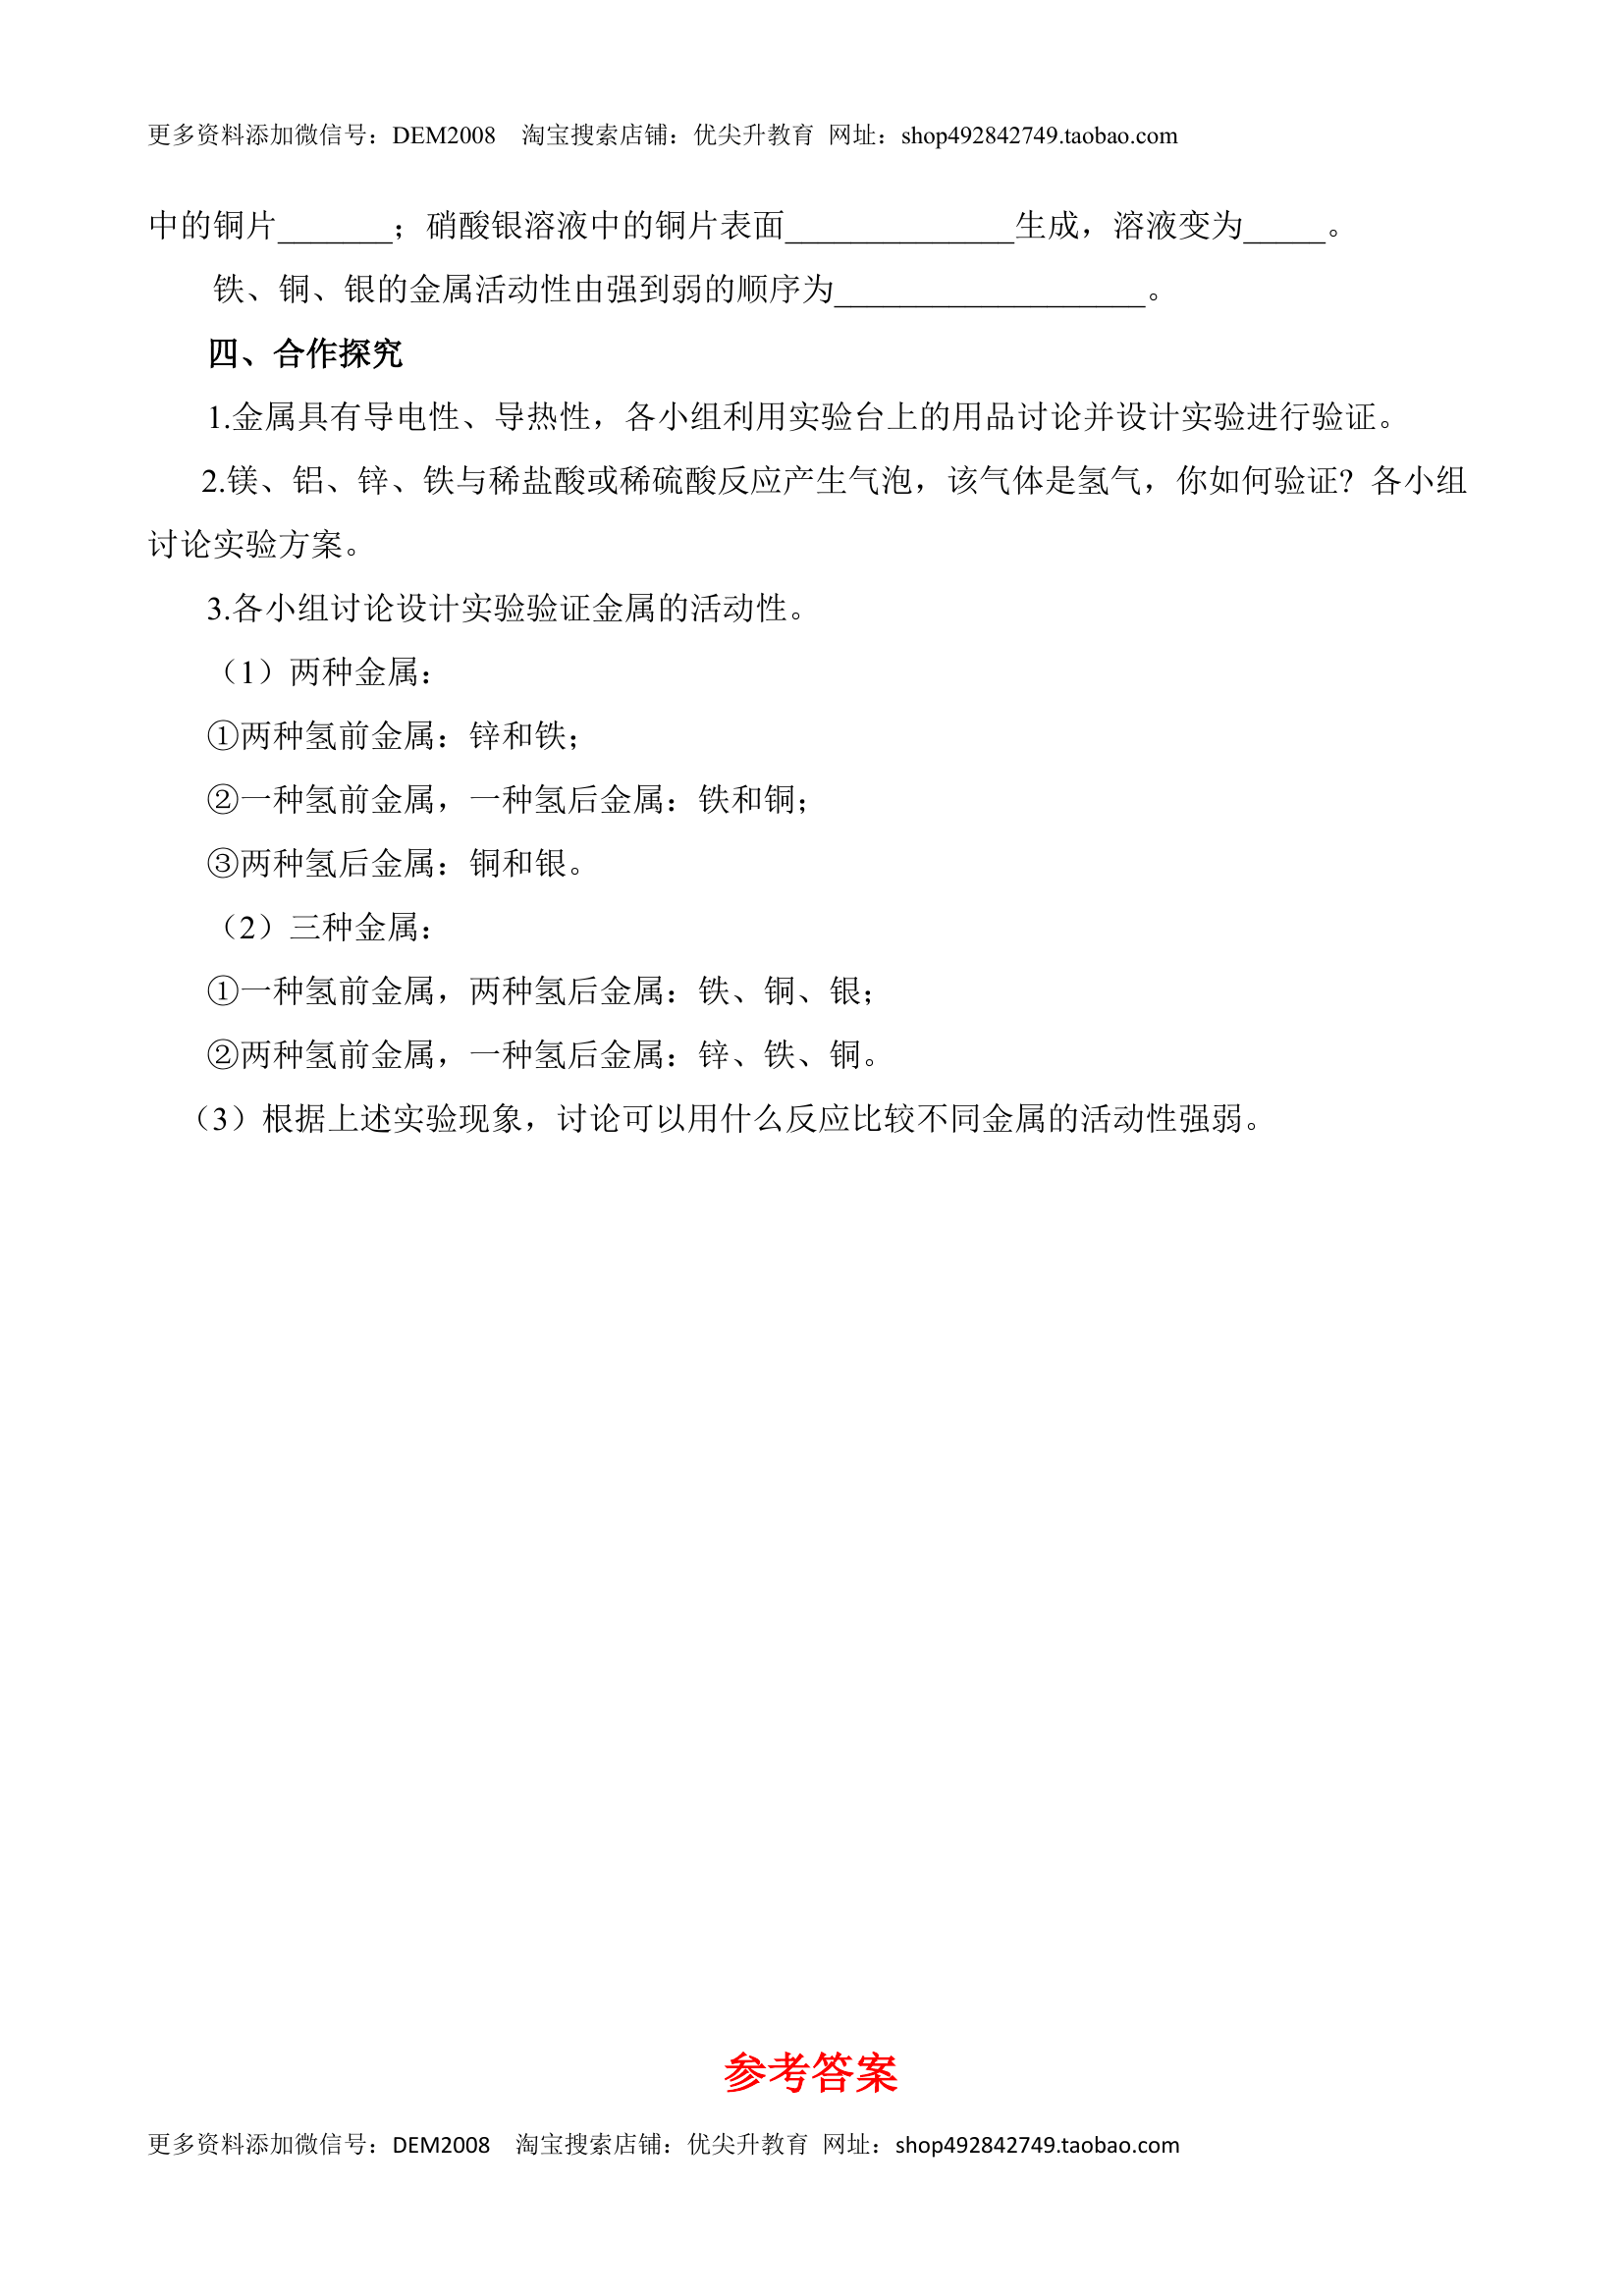 更多资料添加微信号：DEM2008    淘宝搜索店铺：优尖升教育  网址：shop492842749.taobao.com
中的铜片_______；硝酸银溶液中的铜片表面______________生成，溶液变为_____。
铁、铜、银的金属活动性由强到弱的顺序为___________________。
四、合作探究
1.金属具有导电性、导热性，各小组利用实验台上的用品讨论并设计实验进行验证。
2.镁、铝、锌、铁与稀盐酸或稀硫酸反应产生气泡，该气体是氢气，你如何验证？各小组
讨论实验方案。
3.各小组讨论设计实验验证金属的活动性。
（1）两种金属：
①两种氢前金属：锌和铁；
②一种氢前金属，一种氢后金属：铁和铜；
③两种氢后金属：铜和银。
（2）三种金属：
①一种氢前金属，两种氢后金属：铁、铜、银；
②两种氢前金属，一种氢后金属：锌、铁、铜。
（3）根据上述实验现象，讨论可以用什么反应比较不同金属的活动性强弱。
参考答案
更多资料添加微信号：DEM2008    淘宝搜索店铺：优尖升教育  网址：shop492842749.taobao.com